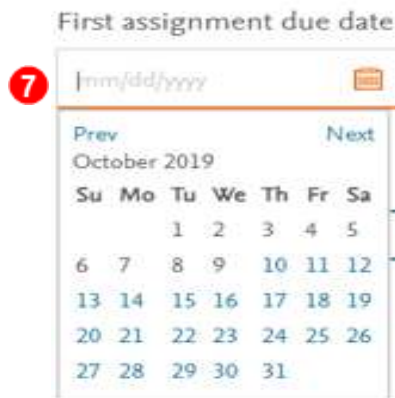 First assignment due date
7
mm/dd/yyyy
Prev Next
October 2019
Su Mo Tu We Th Fr Sa
1 2 3 4 5
6 7 8 9 10 11 12
13 14 15 16 17 18 19
20 21 22 23 24 25 26
27 28 29 30 31